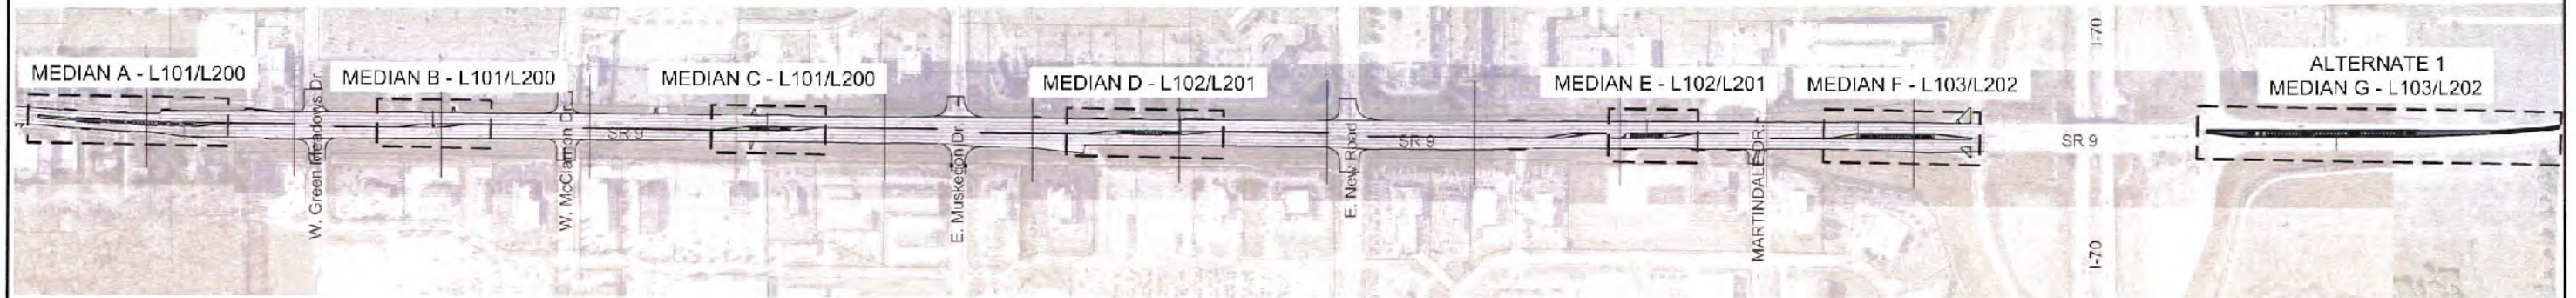 MEDIAN A - L101/L200
W. Green Meadows Dr.
MEDIAN B - L101/L200
W. McClarnon Dr.
SR 9
MEDIAN C - L101/L200
E. Muskegon Dr.
MEDIAN D - L102/L201
E. New Road
SR 9
MEDIAN E - L102/L201
MARTINDALE DR.
MEDIAN F - L103/L202
SR 9
I-70
I-70
ALTERNATE 1
MEDIAN G - L103/L202